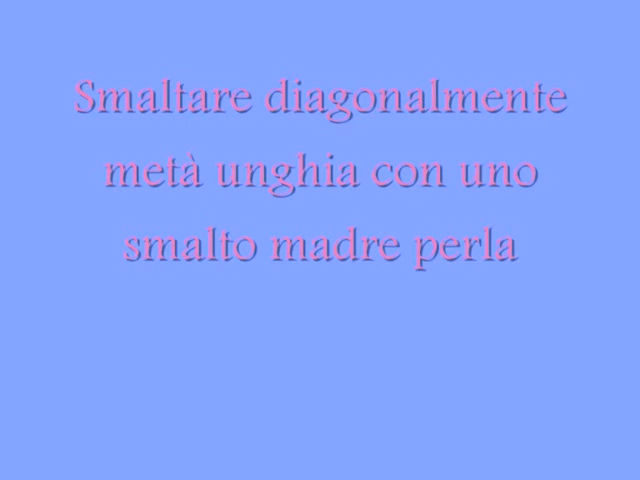 Smaltare diagonalmente
metà unghia con uno
smalto madre perla